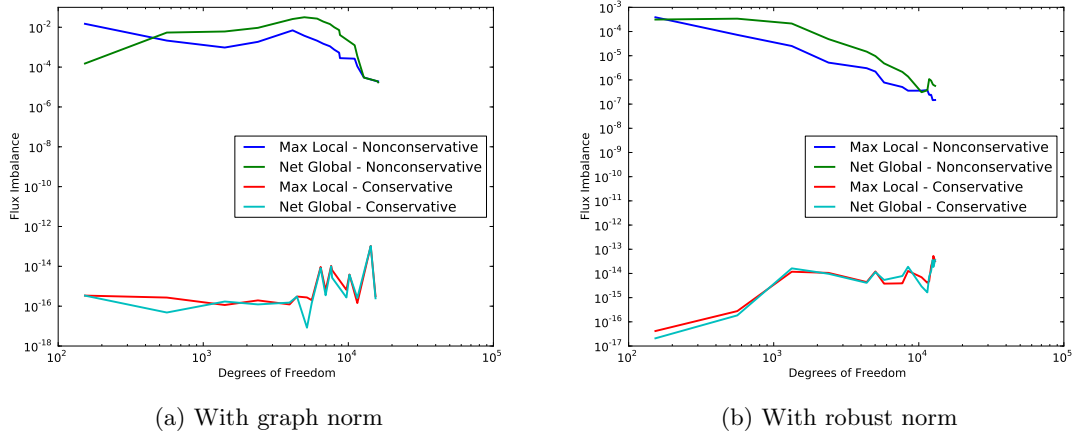 10^-2
10^-4
10^-6
10^-8
10^-10
10^-12
10^-14
10^-16
10^-18
10^2
10^3
10^4
10^5
Flux Imbalance
Degrees of Freedom
Max Local - Nonconservative
Net Global - Nonconservative
Max Local - Conservative
Net Global - Conservative
(a) With graph norm
10^-3
10^-4
10^-5
10^-6
10^-7
10^-8
10^-9
10^-10
10^-11
10^-12
10^-13
10^-14
10^-15
10^-16
10^-17
10^2
10^3
10^4
10^5
Flux Imbalance
Degrees of Freedom
Max Local - Nonconservative
Net Global - Nonconservative
Max Local - Conservative
Net Global - Conservative
(b) With robust norm